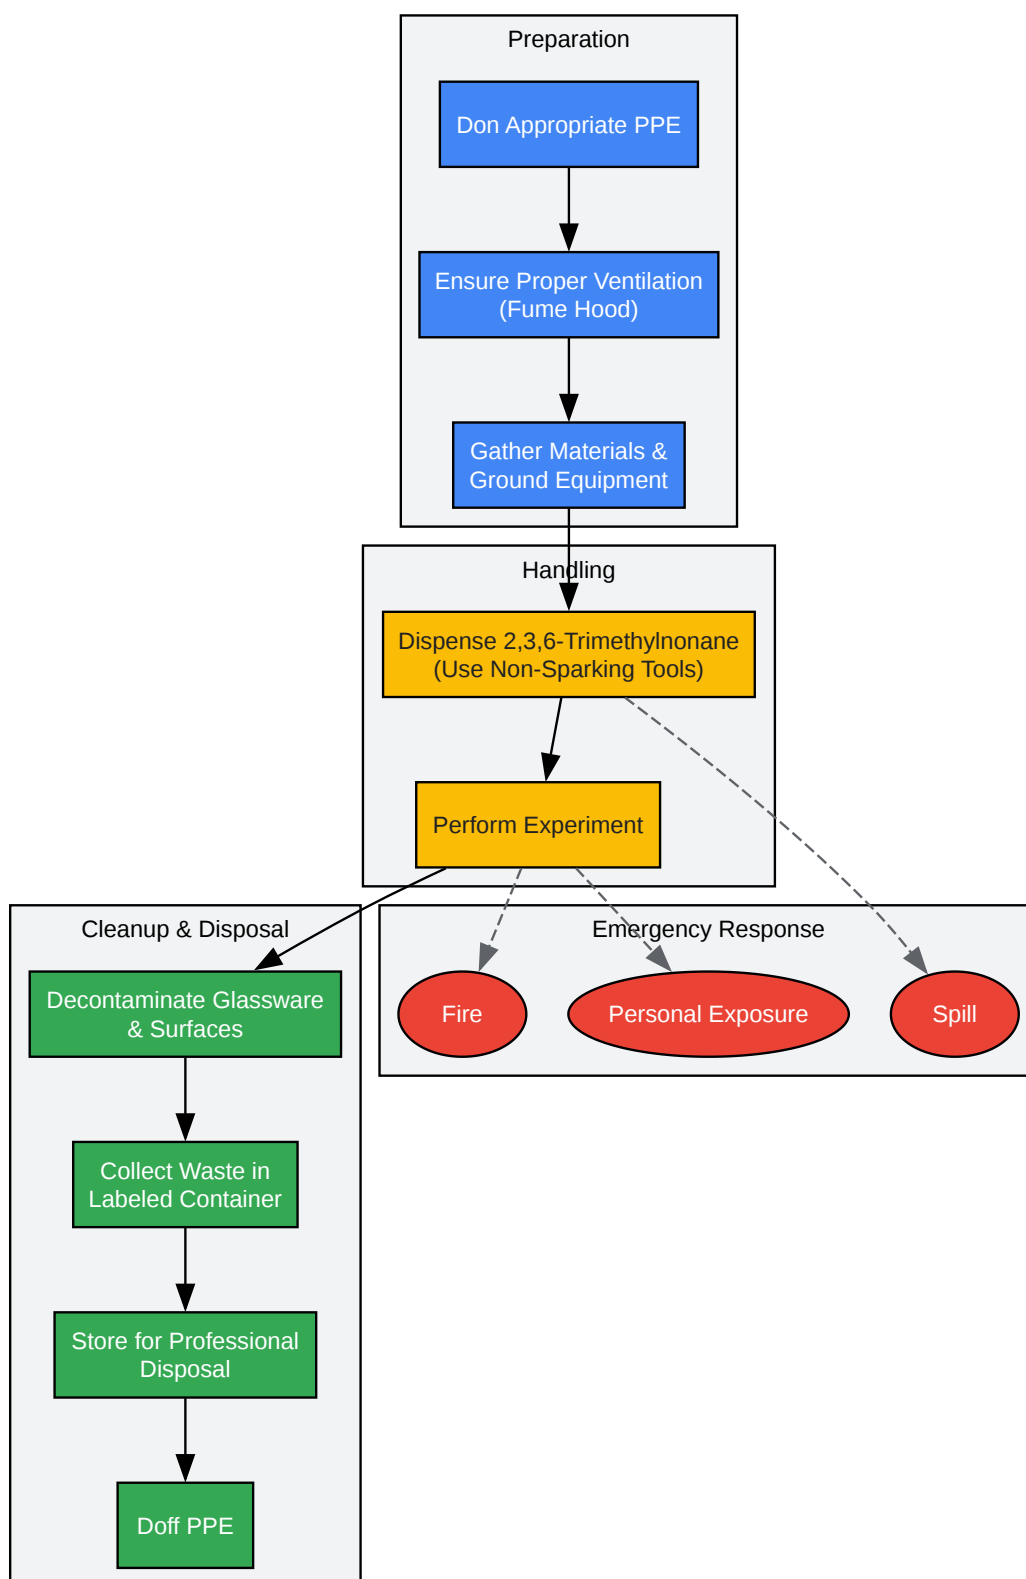 Preparation
Don Appropriate PPE
Ensure Proper Ventilation
(Fume Hood)
Gather Materials &
Ground Equipment
Handling
Dispense 2,3,6-Trimethylnonane
(Use Non-Sparking Tools)
Perform Experiment
Cleanup & Disposal
Decontaminate Glassware
& Surfaces
Collect Waste in
Labeled Container
Store for Professional
Disposal
Doff PPE
Emergency Response
Fire
Personal Exposure
Spill